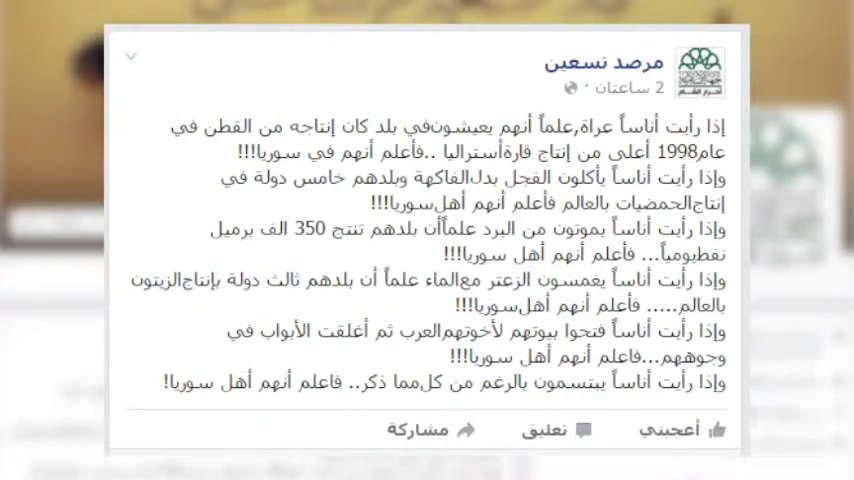 مرصد تسعين
2 ساعتان ·
إذا رأيت أناساً عراة,علماً أنهم يعيشونفي بلد كان إنتاجه من القطن في
عام1998 أعلى من إنتاج قارةأستراليا ..فأعلم أنهم في سوريا!!!
وإذا رأيت أناساً يأكلون الفجل بدلالفاكهة وبلدهم خامس دولة في
إنتاجالحمضيات بالعالم فأعلم أنهم أهلسوريا!!!
وإذا رأيت أناساً يموتون من البرد علماًأن بلدهم تنتج 350 الف برميل
نفطيومياً... فأعلم أنهم أهل سوريا!!!
وإذا رأيت أناساً يغمسون الزعتر معالماء علماً أن بلدهم ثالث دولة بإنتاجالزيتون
بالعالم..... فأعلم أنهم أهلسوريا!!!
وإذا رأيت أناساً فتحوا بيوتهم لأخوتهمالعرب ثم أغلقت الأبواب في
وجوههم...فاعلم أنهم أهل سوريا!!!
وإذا رأيت أناساً يبتسمون بالرغم من كلمما ذكر.. فاعلم أنهم أهل سوريا!
أعجبني تعليق مشاركة